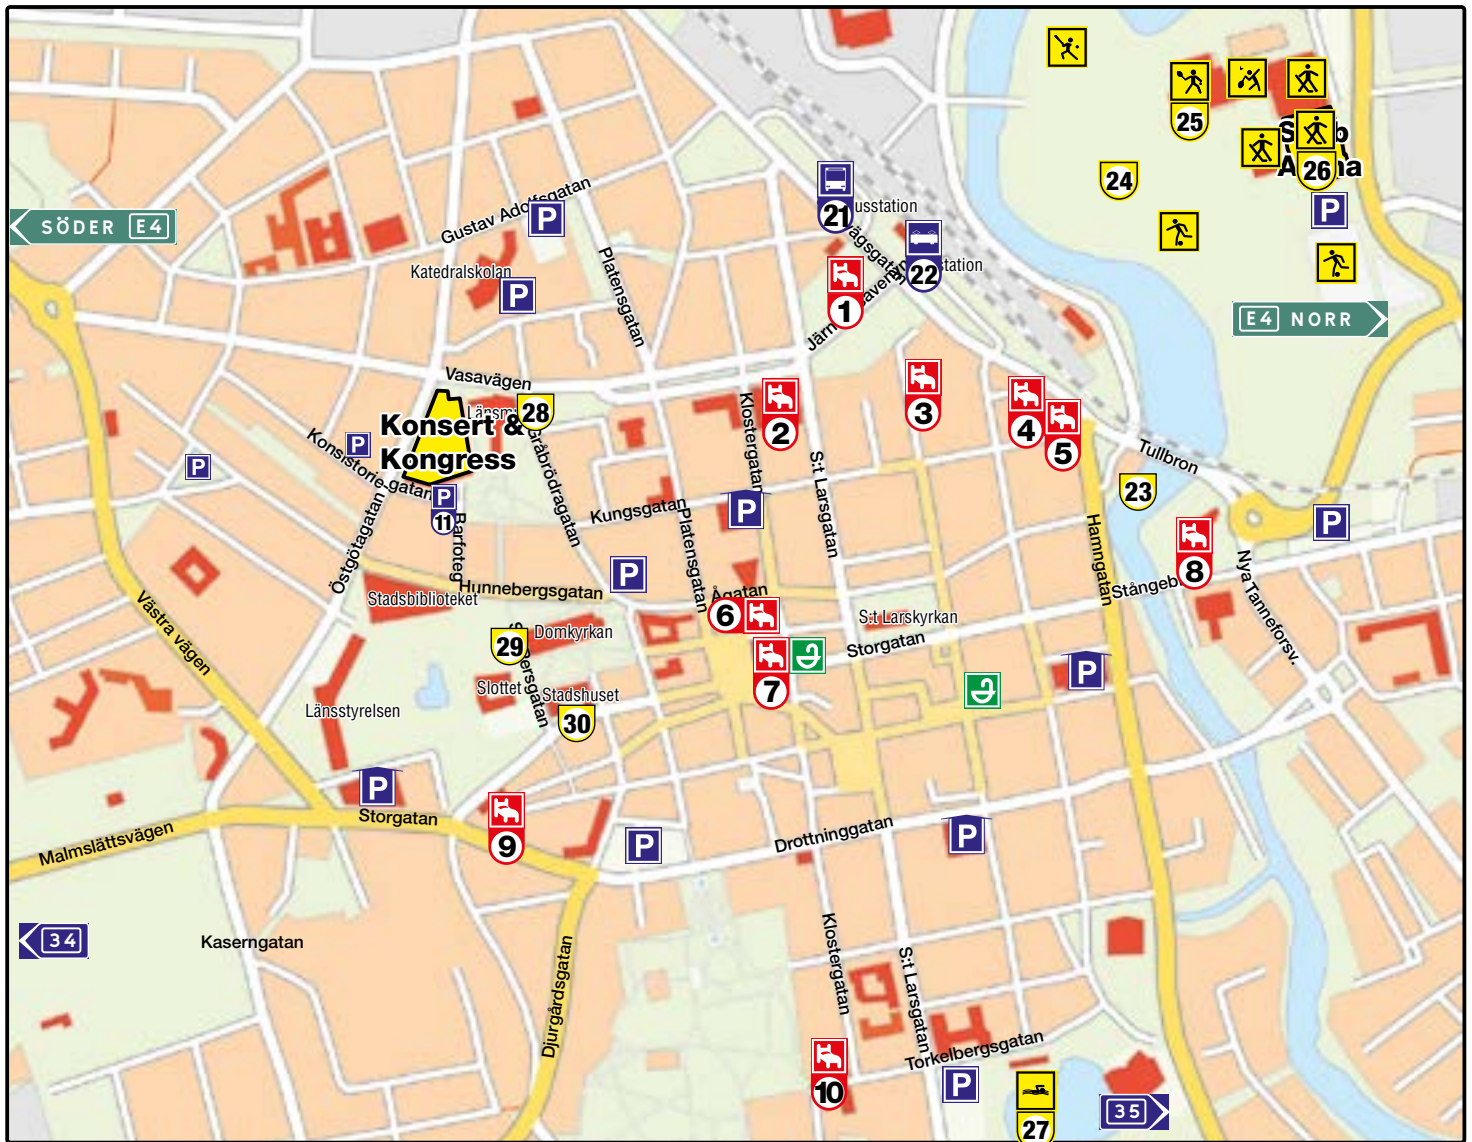 25
26
24
SÖDER E4
Gustav Adolfsgatan
P
Katedralskolan
P
Platensgatan
21
usstation
22
station
1
P
E4 NORR
Vasavägen
28
Konsert &
Kongress
Konsistorie-gatan
P
P
P
11
Östgötagatan
Gråbrödragatan
Klostergatan
2
3
4
5
S:t Larsgatan
Tullbron
23
Kungsgatan
P
Platensgatan
Hamngatan
8
P
Nya Tanneforsv.
Stadsbiblioteket
Hunnebergsgatan
P
Ågatan
6
7
S:t Larskyrkan
Storgatan
Västra vägen
29
Domkyrkan
Slottet
Stadshuset
30
Länsstyrelsen
P
P
Storgatan
Malmslättsvägen
9
P
Drottninggatan
P
34
Kaserngatan
Djurgårdsgatan
Klostergatan
S:t Larsgatan
10
Torkelbergsgatan
P
27
35